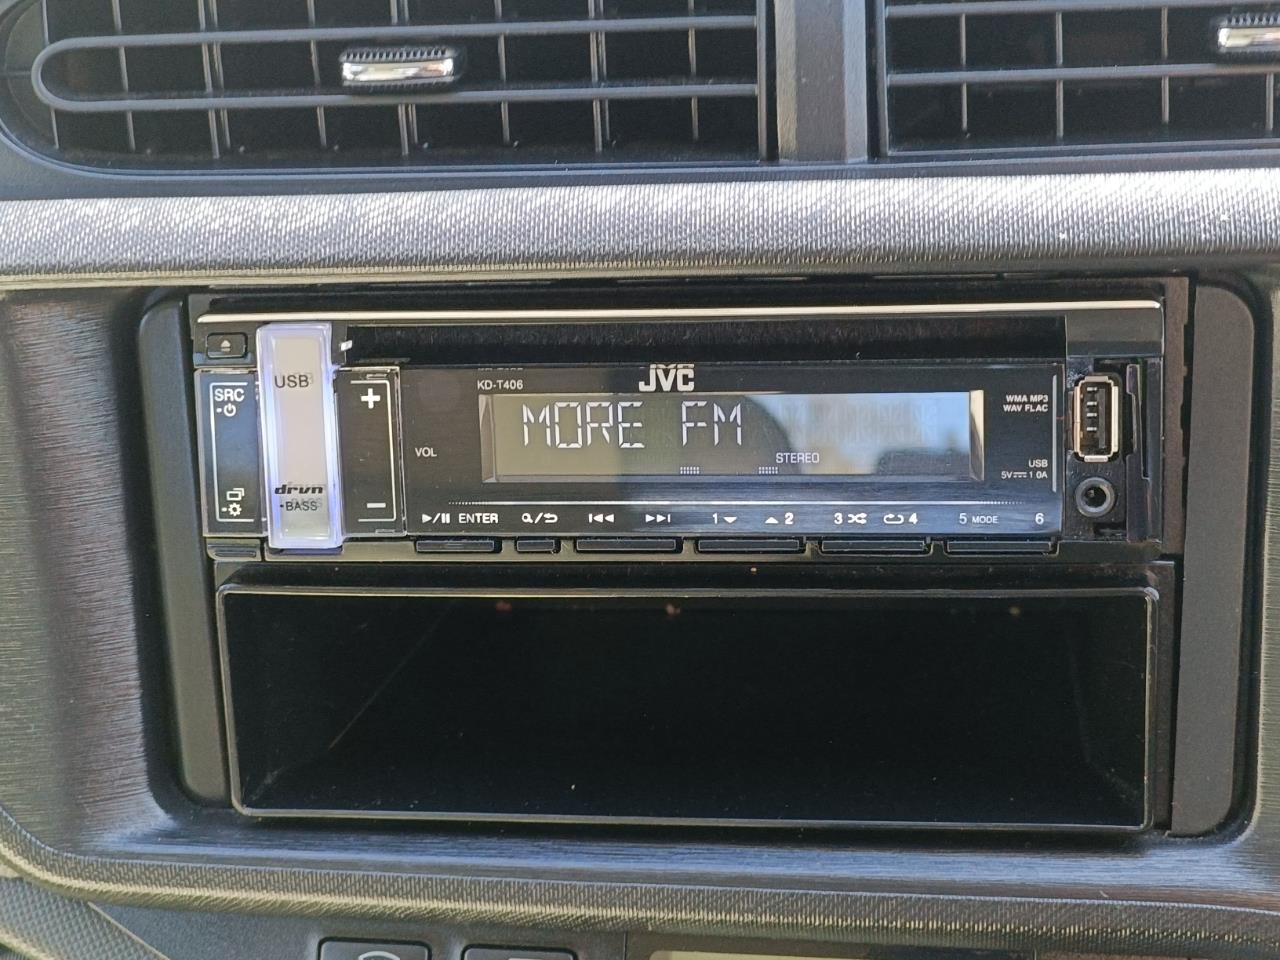 JVC
KD-T406
SRC
USB
+
MORE FM
WMA MP3
WAV FLAC
VOL
STEREO
USB
5V⎓1.0A
drvn
-BASS
−
ENTER
1
2
3
4
5 MODE
6